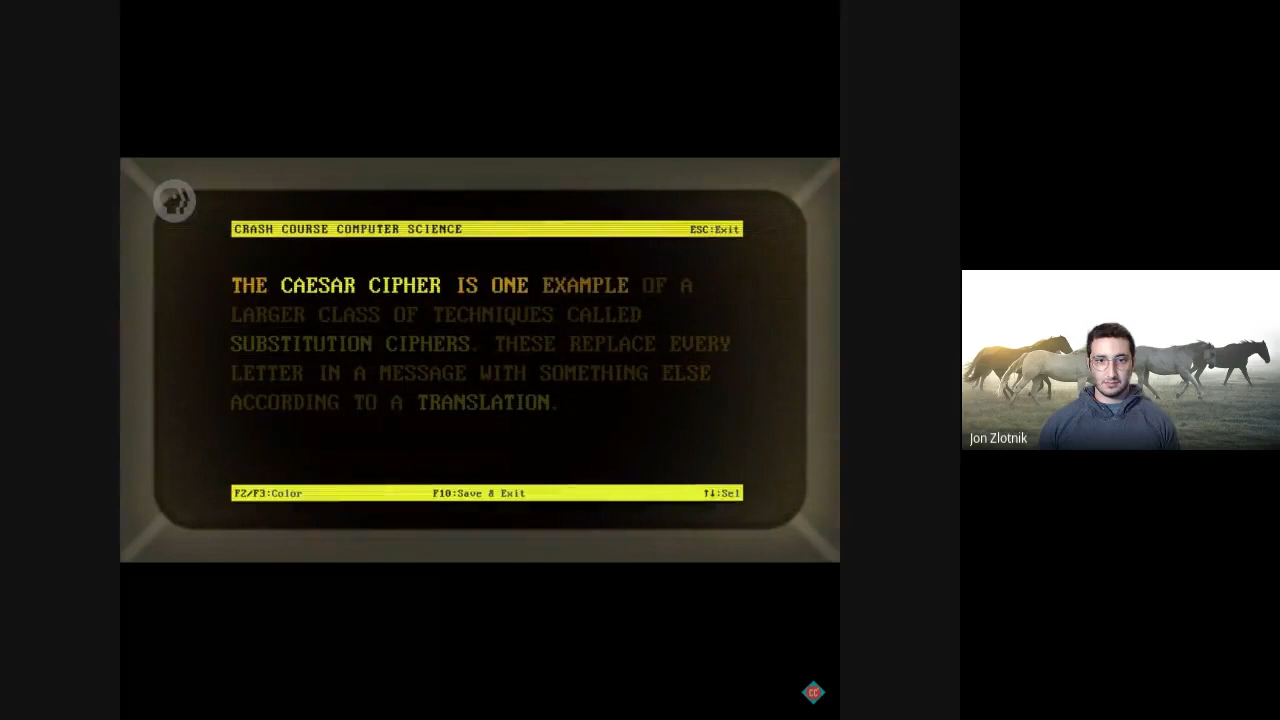 CRASH COURSE COMPUTER SCIENCE ESC:Exit
THE CAESAR CIPHER IS ONE EXAMPLE OF A
LARGER CLASS OF TECHNIQUES CALLED
SUBSTITUTION CIPHERS. THESE REPLACE EVERY
LETTER IN A MESSAGE WITH SOMETHING ELSE
ACCORDING TO A TRANSLATION.
F2/F3:Color F10:Save & Exit ↑↓:Sel
CC
Jon Zlotnik